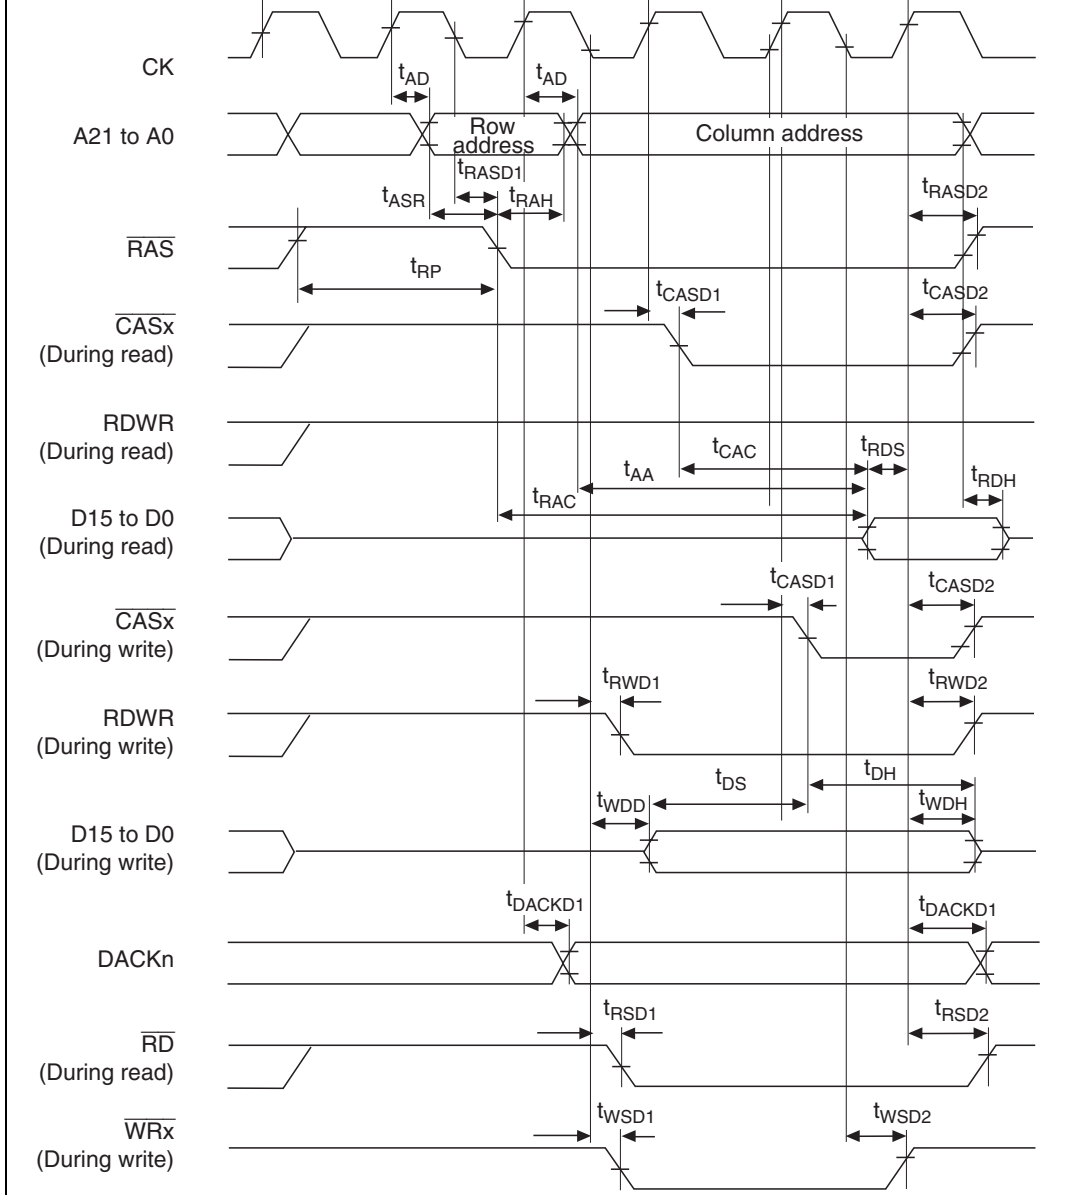 CK
tAD tAD
A21 to A0 Row address Column address
tRASD1
tASR tRAH tRASD2
RAS
tRP
tCASD1 tCASD2
CASx
(During read)
RDWR
(During read)
tCAC tRDS
tAA tRDH
tRAC
D15 to D0
(During read)
tCASD1 tCASD2
CASx
(During write)
tRWD1 tRWD2
RDWR
(During write)
tDS tDH
tWDD tWDH
D15 to D0
(During write)
tDACKD1 tDACKD1
DACKn
tRSD1 tRSD2
RD
(During read)
tWSD1 tWSD2
WRx
(During write)